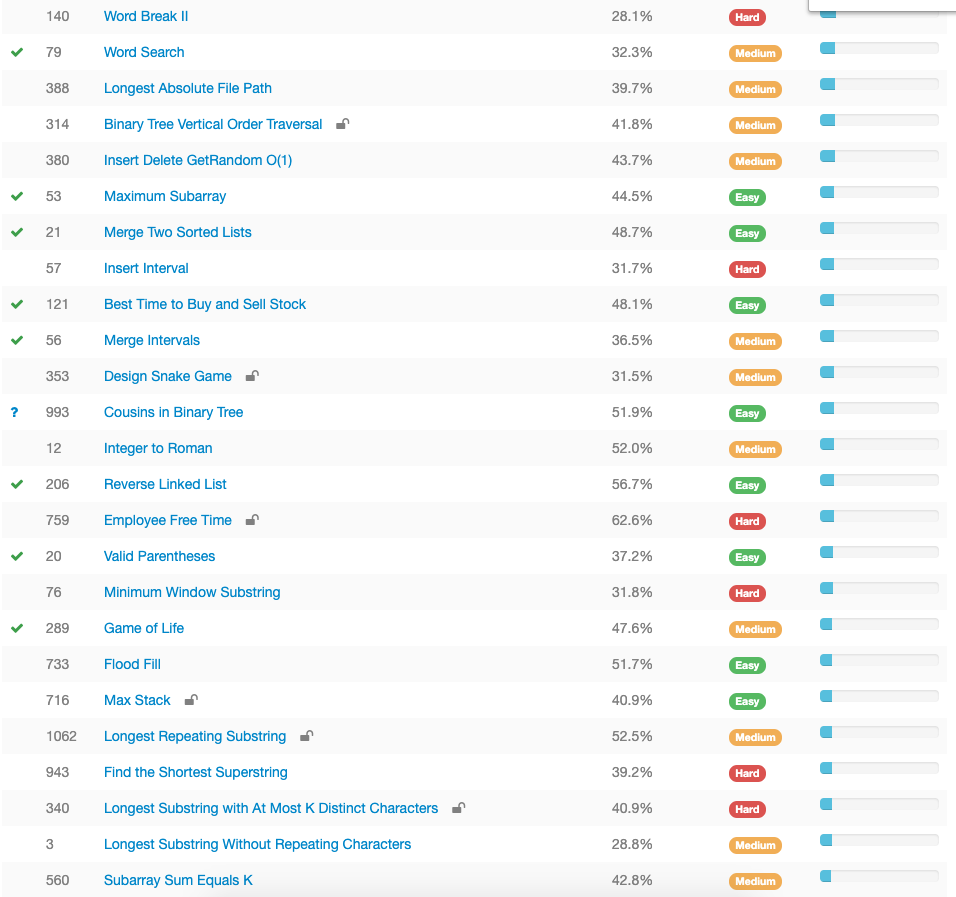 140 Word Break II 28.1% Hard
79 Word Search 32.3% Medium
388 Longest Absolute File Path 39.7% Medium
314 Binary Tree Vertical Order Traversal 41.8% Medium
380 Insert Delete GetRandom O(1) 43.7% Medium
53 Maximum Subarray 44.5% Easy
21 Merge Two Sorted Lists 48.7% Easy
57 Insert Interval 31.7% Hard
121 Best Time to Buy and Sell Stock 48.1% Easy
56 Merge Intervals 36.5% Medium
353 Design Snake Game 31.5% Medium
? 993 Cousins in Binary Tree 51.9% Easy
12 Integer to Roman 52.0% Medium
206 Reverse Linked List 56.7% Easy
759 Employee Free Time 62.6% Hard
20 Valid Parentheses 37.2% Easy
76 Minimum Window Substring 31.8% Hard
289 Game of Life 47.6% Medium
733 Flood Fill 51.7% Easy
716 Max Stack 40.9% Easy
1062 Longest Repeating Substring 52.5% Medium
943 Find the Shortest Superstring 39.2% Hard
340 Longest Substring with At Most K Distinct Characters 40.9% Hard
3 Longest Substring Without Repeating Characters 28.8% Medium
560 Subarray Sum Equals K 42.8% Medium